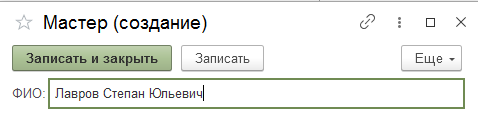 Мастер (создание)
Записать и закрыть Записать Еще
ФИО: Лавров Степан Юльевич